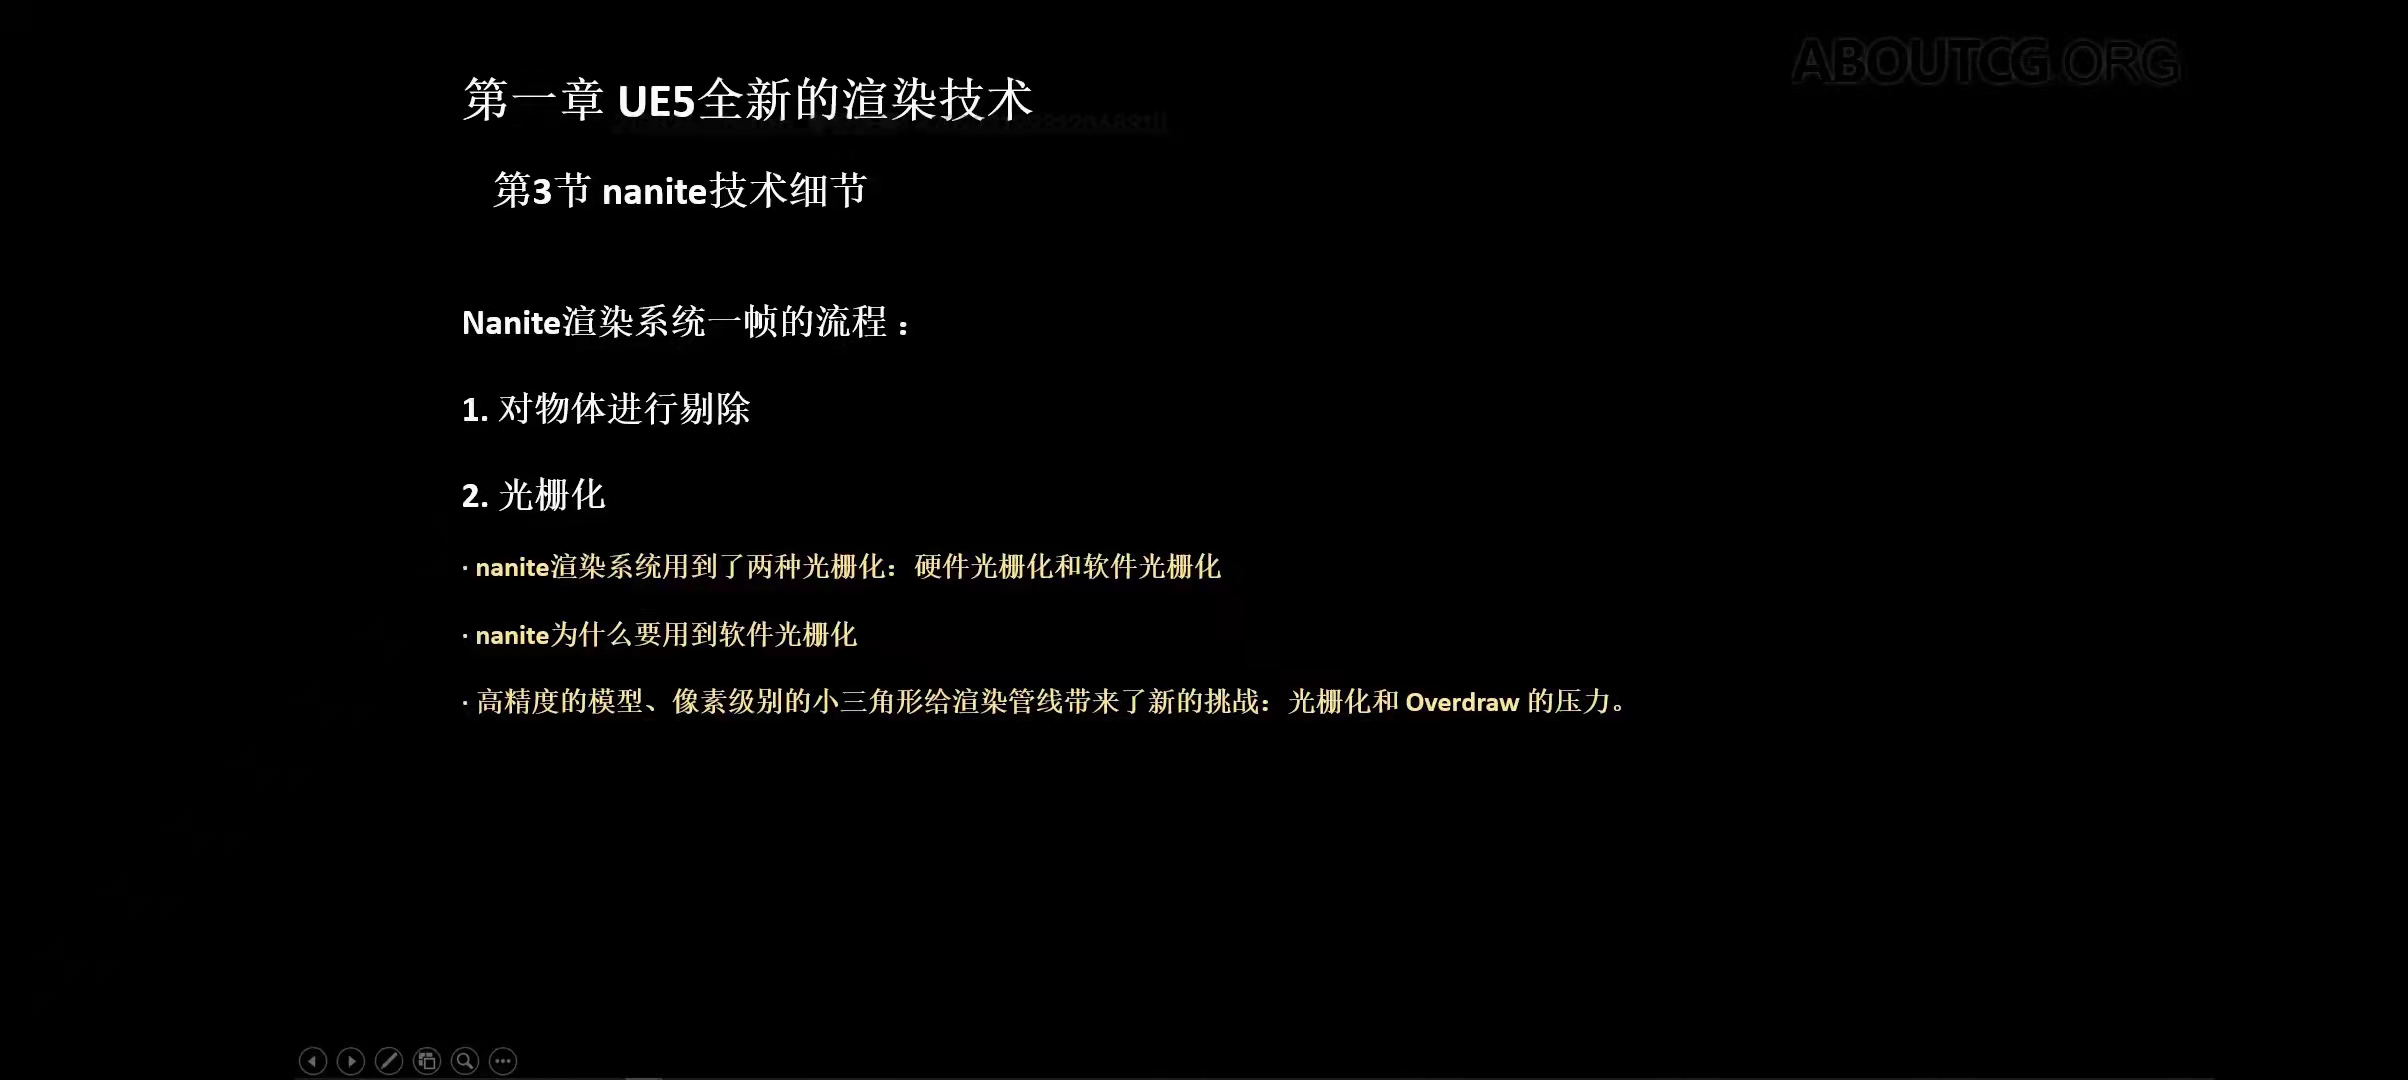 ABOUTCG.ORG
第一章 UE5全新的渲染技术
第3节 nanite技术细节
Nanite渲染系统一帧的流程：
1. 对物体进行剔除
2. 光栅化
· nanite渲染系统用到了两种光栅化：硬件光栅化和软件光栅化
· nanite为什么要用到软件光栅化
· 高精度的模型、像素级别的小三角形给渲染管线带来了新的挑战：光栅化和 Overdraw 的压力。